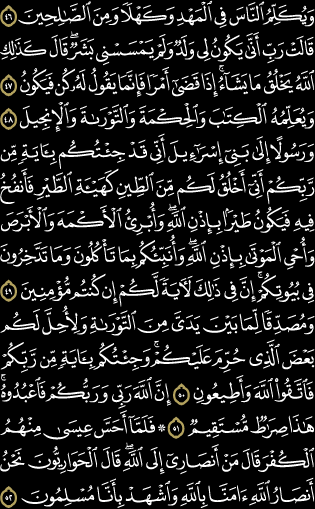 وَيُكَلِّمُ ٱلنَّاسَ فِي ٱلۡمَهۡدِ وَكَهۡلٗا وَمِنَ ٱلصَّٰلِحِينَ ٤٦
قَالَتۡ رَبِّ أَنَّىٰ يَكُونُ لِي وَلَدٞ وَلَمۡ يَمۡسَسۡنِي بَشَرٞۖ قَالَ كَذَٰلِكِ
ٱللَّهُ يَخۡلُقُ مَا يَشَآءُۚ إِذَا قَضَىٰٓ أَمۡرٗا فَإِنَّمَا يَقُولُ لَهُۥ كُن فَيَكُونُ ٤٧
وَيُعَلِّمُهُ ٱلۡكِتَٰبَ وَٱلۡحِكۡمَةَ وَٱلتَّوۡرَىٰةَ وَٱلۡإِنجِيلَ ٤٨
وَرَسُولًا إِلَىٰ بَنِيٓ إِسۡرَٰٓءِيلَ أَنِّي قَدۡ جِئۡتُكُم بِـَٔايَةٖ مِّن
رَّبِّكُمۡ أَنِّيٓ أَخۡلُقُ لَكُم مِّنَ ٱلطِّينِ كَهَيۡـَٔةِ ٱلطَّيۡرِ فَأَنفُخُ
فِيهِ فَيَكُونُ طَيۡرَۢا بِإِذۡنِ ٱللَّهِۖ وَأُبۡرِئُ ٱلۡأَكۡمَهَ وَٱلۡأَبۡرَصَ
وَأُحۡيِ ٱلۡمَوۡتَىٰ بِإِذۡنِ ٱللَّهِۖ وَأُنَبِّئُكُم بِمَا تَأۡكُلُونَ وَمَا تَدَّخِرُونَ
فِي بُيُوتِكُمۡۚ إِنَّ فِي ذَٰلِكَ لَأٓيَةٗ لَّكُمۡ إِن كُنتُم مُّؤۡمِنِينَ ٤٩
وَمُصَدِّقٗا لِّمَا بَيۡنَ يَدَيَّ مِنَ ٱلتَّوۡرَىٰةِ وَلِأُحِلَّ لَكُم
بَعۡضَ ٱلَّذِي حُرِّمَ عَلَيۡكُمۡۚ وَجِئۡتُكُم بِـَٔايَةٖ مِّن رَّبِّكُمۡ
فَٱتَّقُواْ ٱللَّهَ وَأَطِيعُونِ ٥٠ إِنَّ ٱللَّهَ رَبِّي وَرَبُّكُمۡ فَٱعۡبُدُوهُۚ
هَٰذَا صِرَٰطٞ مُّسۡتَقِيمٞ ٥١ ۞ فَلَمَّآ أَحَسَّ عِيسَىٰ مِنۡهُمُ
ٱلۡكُفۡرَ قَالَ مَنۡ أَنصَارِيٓ إِلَى ٱللَّهِۖ قَالَ ٱلۡحَوَارِيُّونَ نَحۡنُ
أَنصَارُ ٱللَّهِ ءَامَنَّا بِٱللَّهِ وَٱشۡهَدۡ بِأَنَّا مُسۡلِمُونَ ٥٢